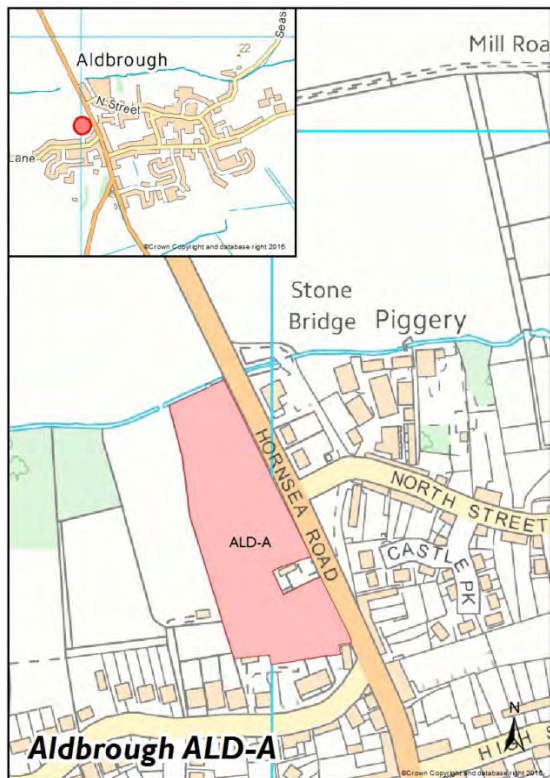 Aldbrough
22
N Street
Lane
©Crown Copyright and database right 2016
Mill Roa
Stone
Bridge
Piggery
HORNSEA ROAD
NORTH STREET
ALD-A
CASTLE PK
HIGH S
N
Aldbrough ALD-A
©Crown Copyright and database right 2016